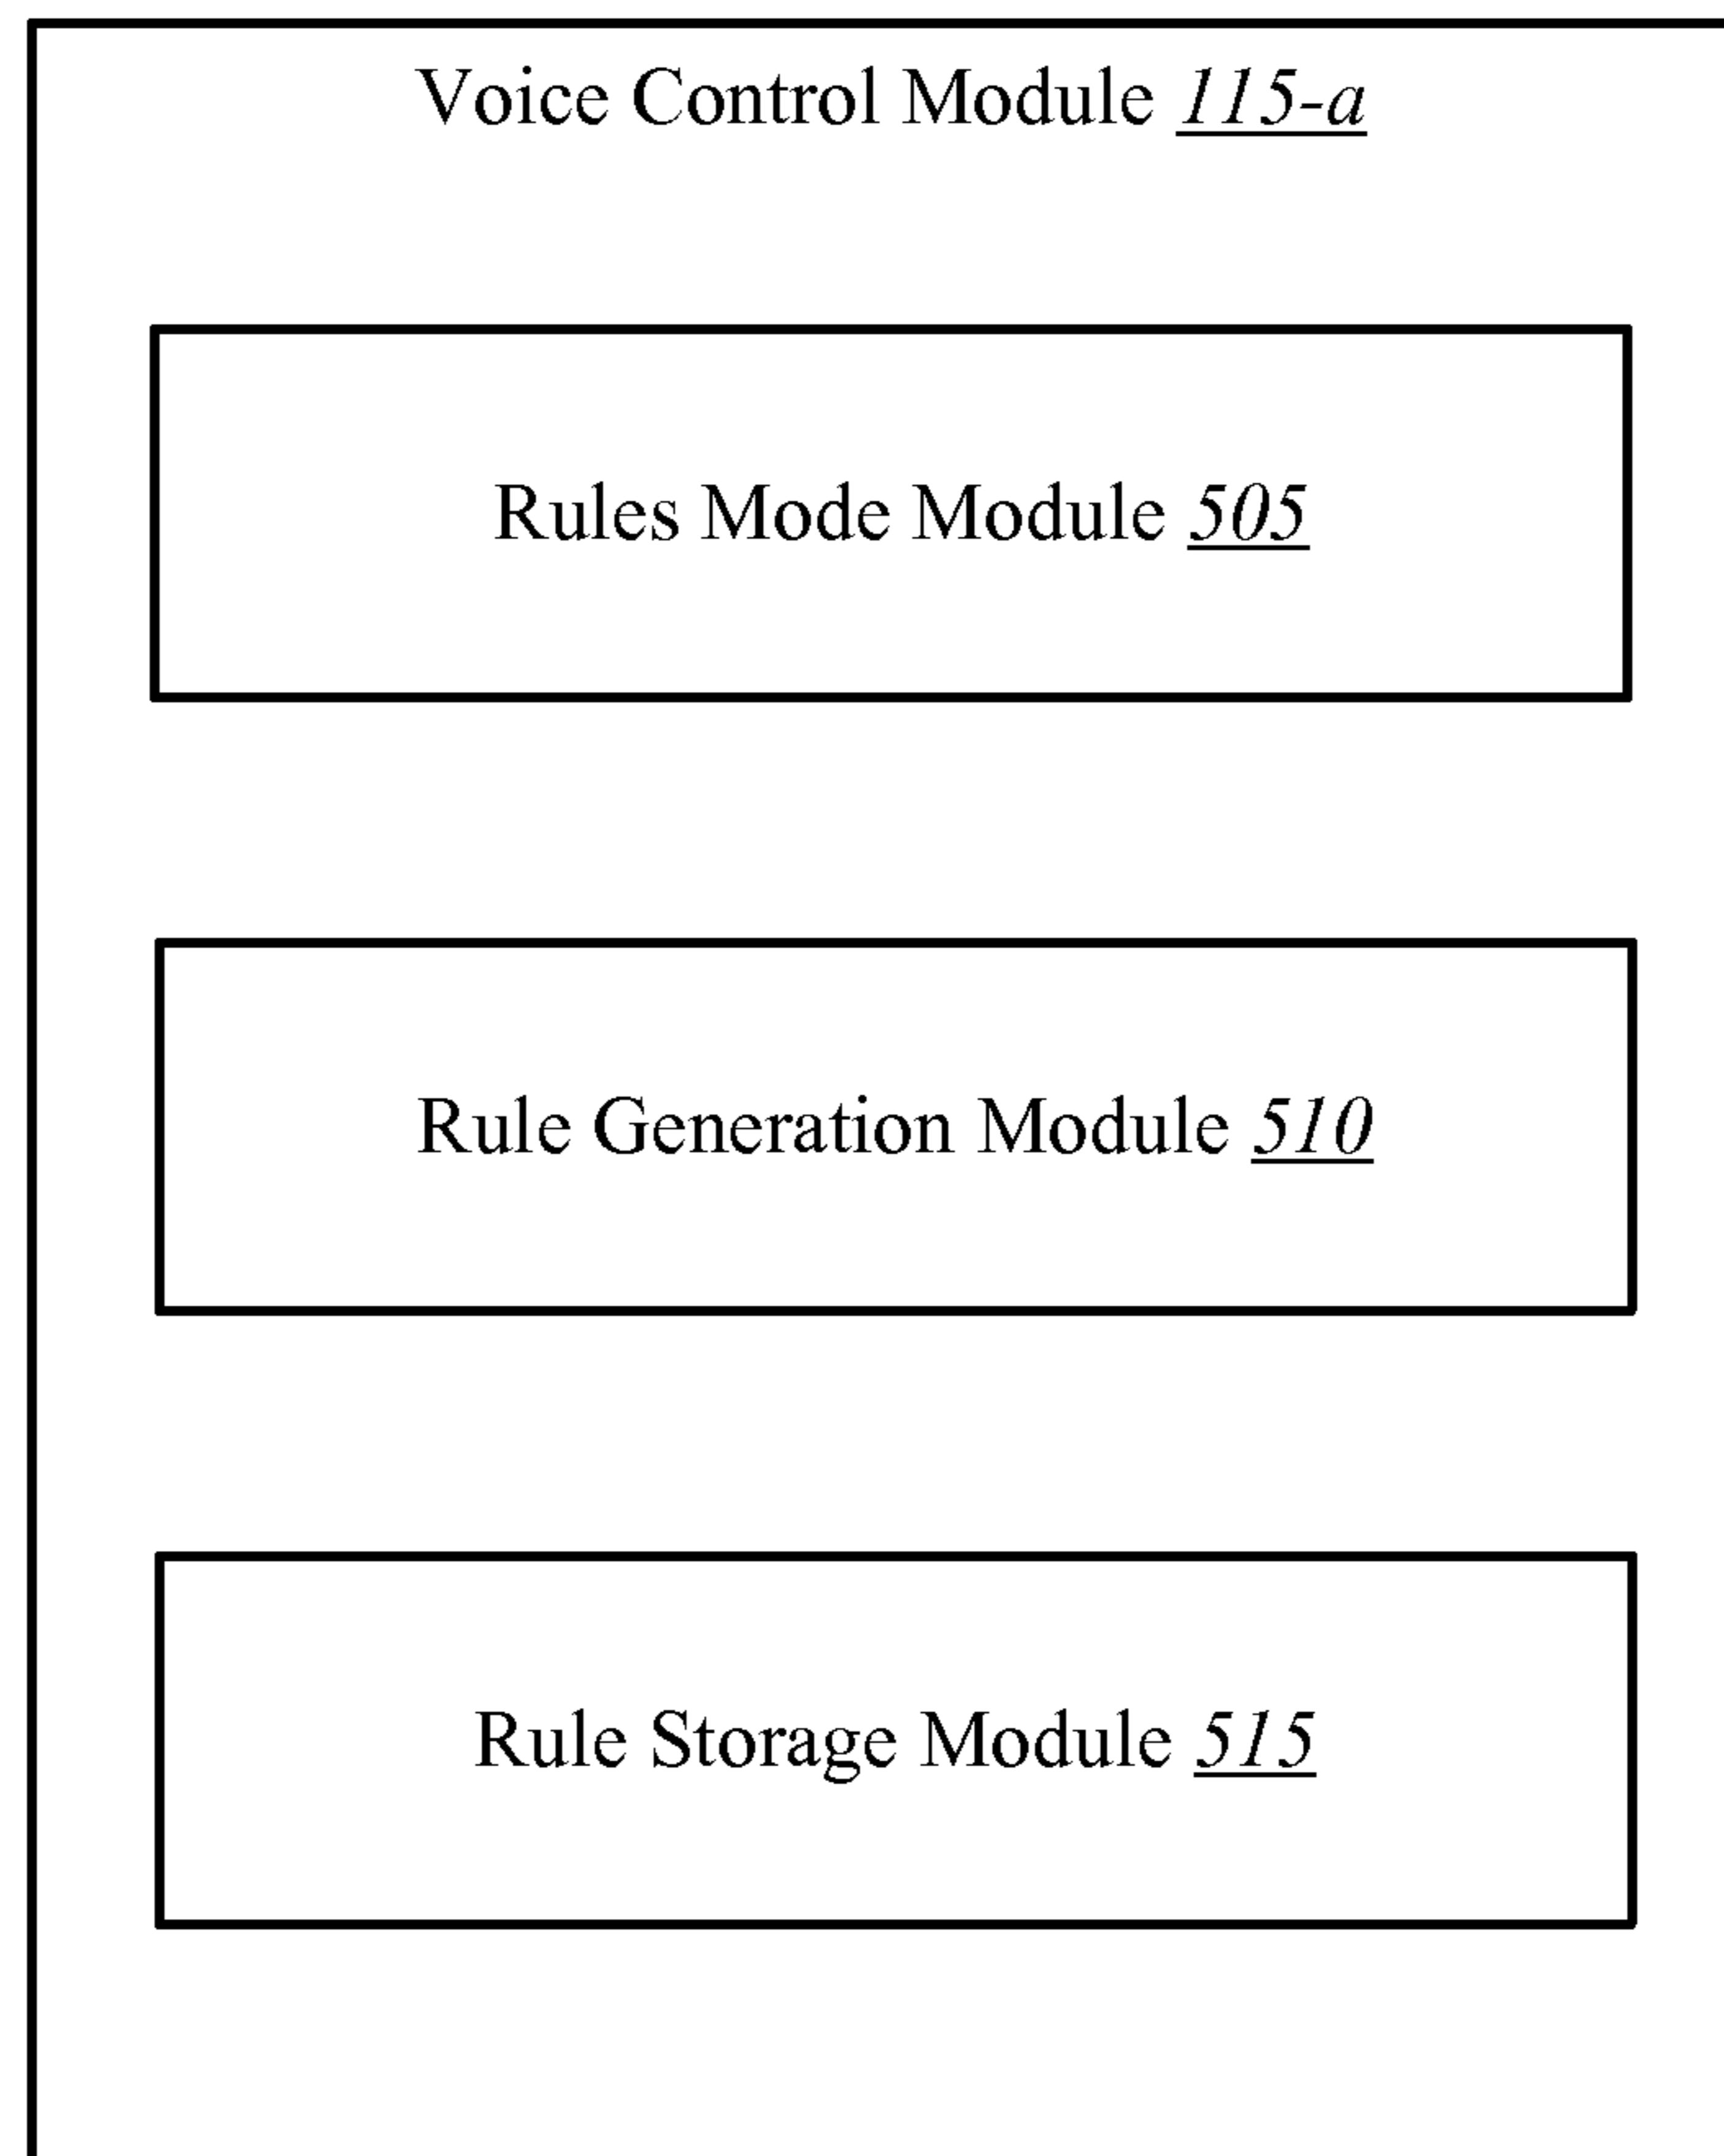 Voice Control Module 115-a
Rules Mode Module 505
Rule Generation Module 510
Rule Storage Module 515